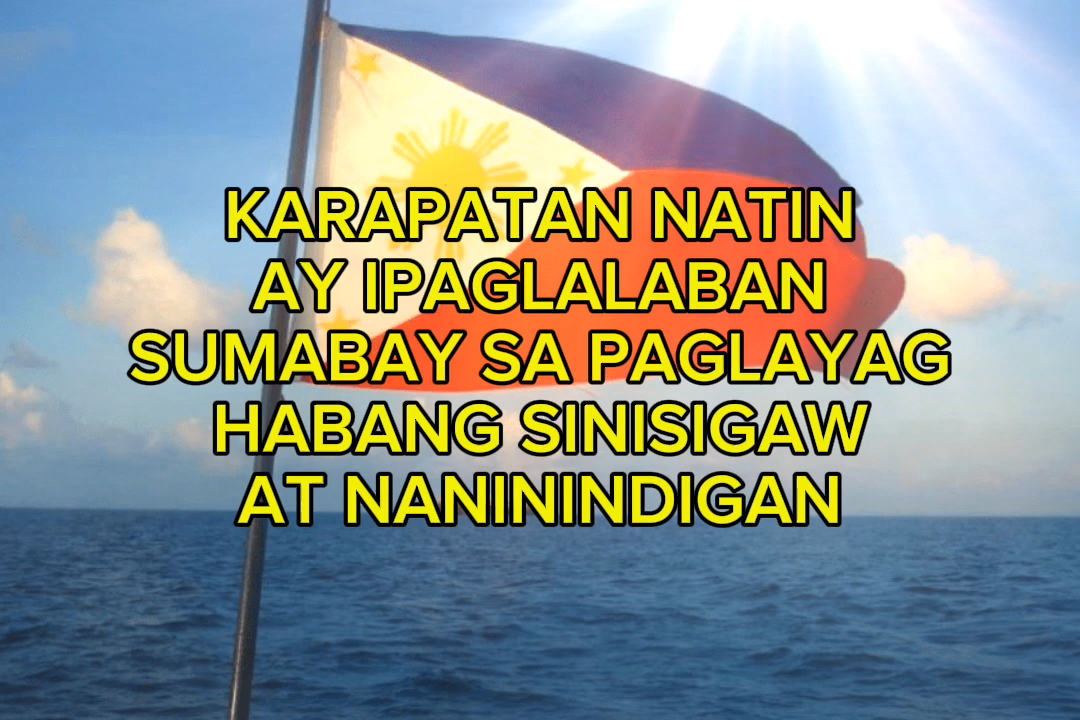 KARAPATAN NATIN
AY IPAGLALABAN
SUMABAY SA PAGLAYAG
HABANG SINISIGAW
AT NANININDIGAN